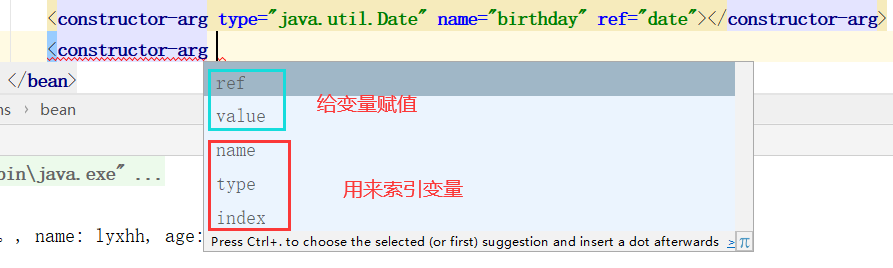 <constructor-arg type="java.util.Date" name="birthday" ref="date"></constructor-arg>
<constructor-arg
ref
value
给变量赋值
</bean>
ns › bean
name
type
index
用来索引变量
bin\java.exe" ...
, , name: lyxhh, age:
Press Ctrl+. to choose the selected (or first) suggestion and insert a dot afterwards >> π